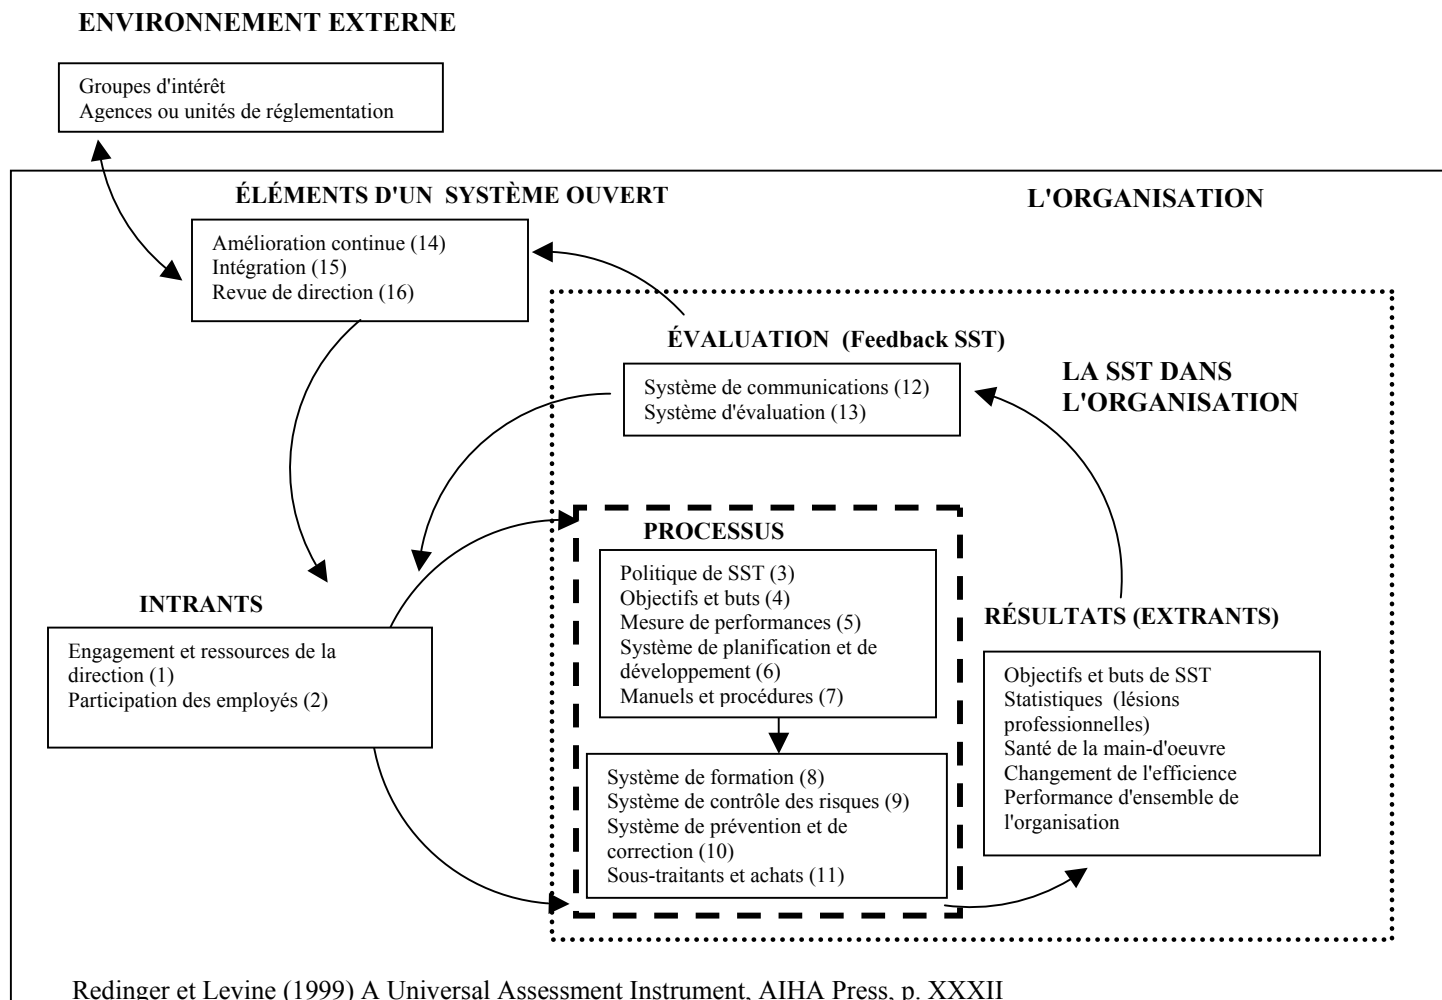 ENVIRONNEMENT EXTERNE
Groupes d'intérêt
Agences ou unités de réglementation
ÉLÉMENTS D'UN SYSTÈME OUVERT
L'ORGANISATION
Amélioration continue (14)
Intégration (15)
Revue de direction (16)
ÉVALUATION (Feedback SST)
Système de communications (12)
Système d'évaluation (13)
LA SST DANS
L'ORGANISATION
PROCESSUS
Politique de SST (3)
Objectifs et buts (4)
Mesure de performances (5)
Système de planification et de
développement (6)
Manuels et procédures (7)
INTRANTS
Engagement et ressources de la
direction (1)
Participation des employés (2)
RÉSULTATS (EXTRANTS)
Objectifs et buts de SST
Statistiques (lésions
professionnelles)
Santé de la main-d'oeuvre
Changement de l'efficience
Performance d'ensemble de
l'organisation
Système de formation (8)
Système de contrôle des risques (9)
Système de prévention et de
correction (10)
Sous-traitants et achats (11)
Redinger et Levine (1999) A Universal Assessment Instrument, AIHA Press, p. XXXII